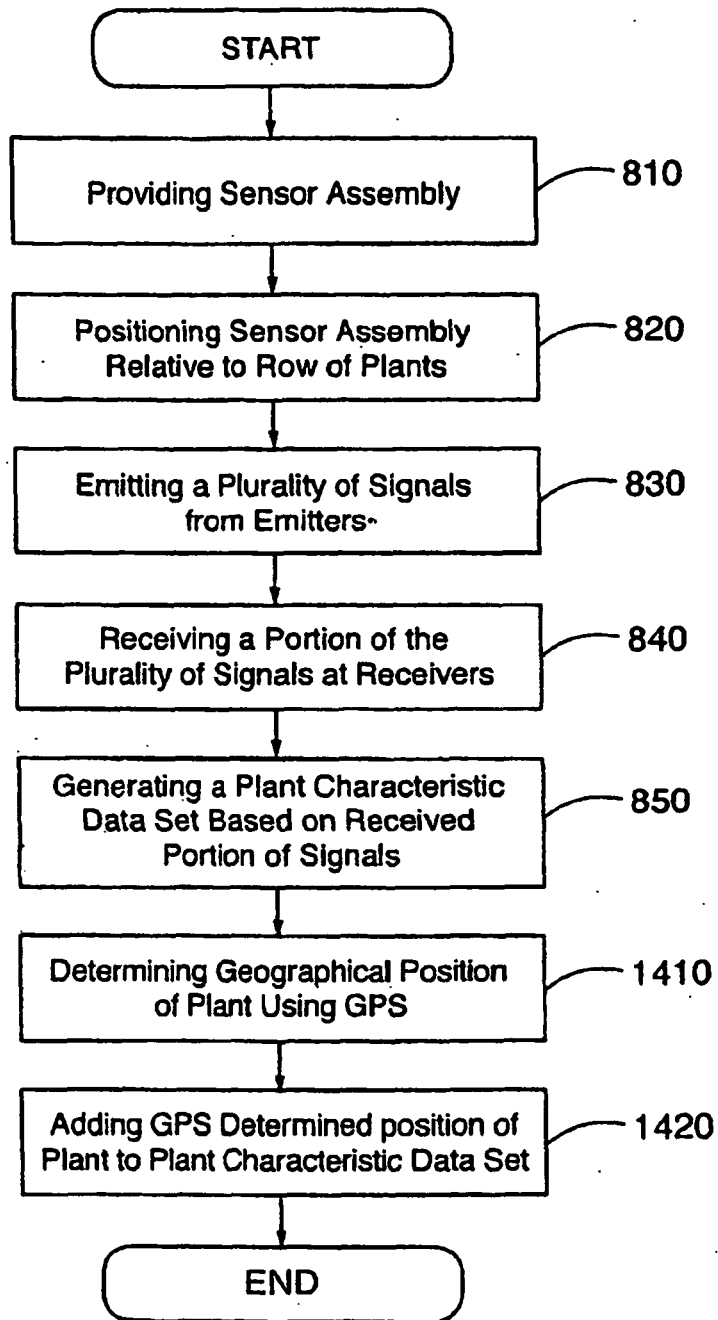 START
Providing Sensor Assembly
810
Positioning Sensor Assembly
Relative to Row of Plants
820
Emitting a Plurality of Signals
from Emitters
830
Receiving a Portion of the
Plurality of Signals at Receivers
840
Generating a Plant Characteristic
Data Set Based on Received
Portion of Signals
850
Determining Geographical Position
of Plant Using GPS
1410
Adding GPS Determined position of
Plant to Plant Characteristic Data Set
1420
END